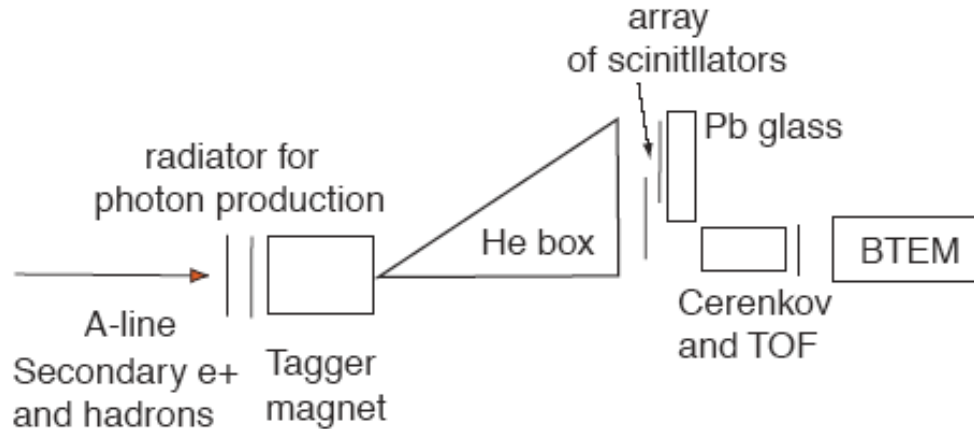 array
of scinitllators
Pb glass
radiator for
photon production
He box
BTEM
A-line
Secondary e+
and hadrons
Tagger
magnet
Cerenkov
and TOF